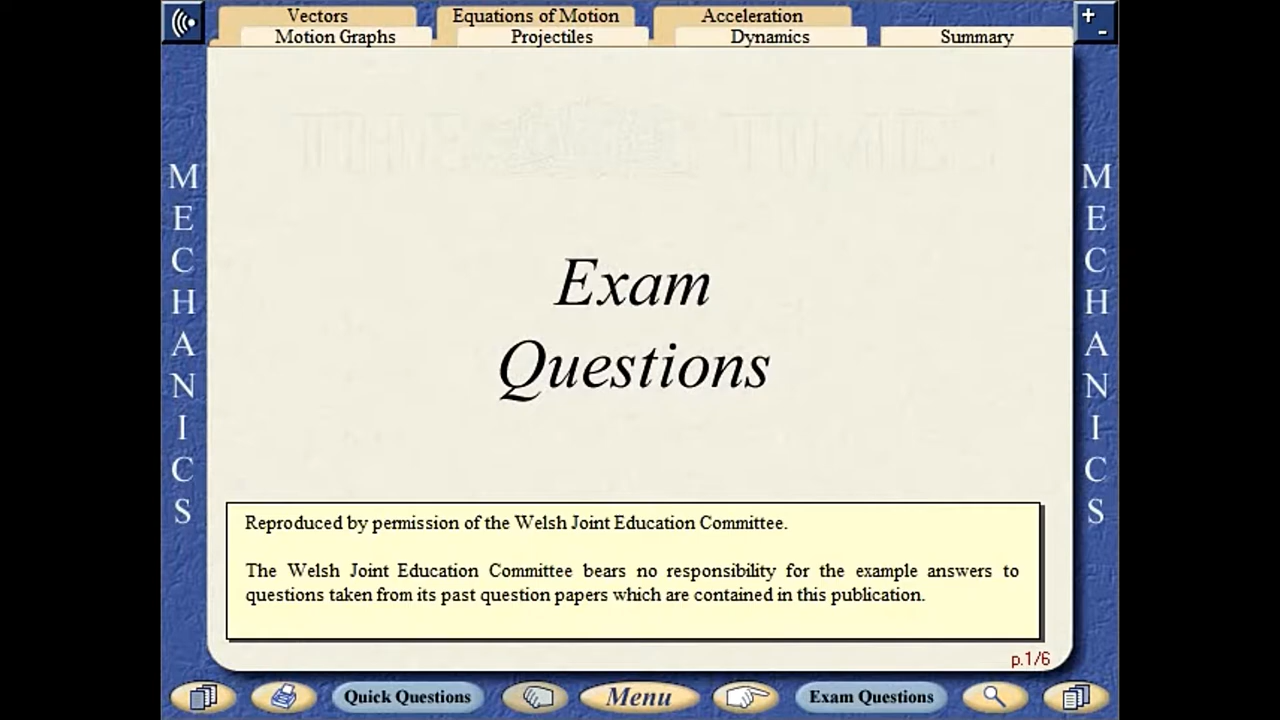 Vectors
Equations of Motion
Acceleration
Motion Graphs
Projectiles
Dynamics
Summary
+
-
M
E
C
H
A
N
I
C
S
Exam
Questions
Reproduced by permission of the Welsh Joint Education Committee.
The Welsh Joint Education Committee bears no responsibility for the example answers to
questions taken from its past question papers which are contained in this publication.
p.1/6
M
E
C
H
A
N
I
C
S
Quick Questions
Menu
Exam Questions